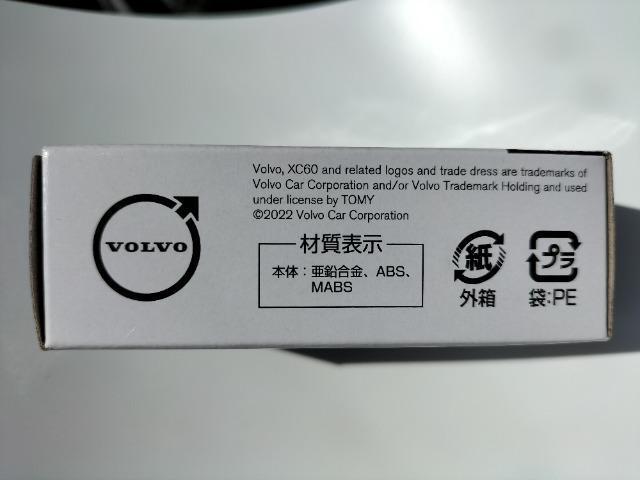 VOLVO
Volvo, XC60 and related logos and trade dress are trademarks of
Volvo Car Corporation and/or Volvo Trademark Holding and used
under license by TOMY
©2022 Volvo Car Corporation
材質表示
本体：亜鉛合金、ABS、
MABS
紙
外箱
プラ
袋:PE